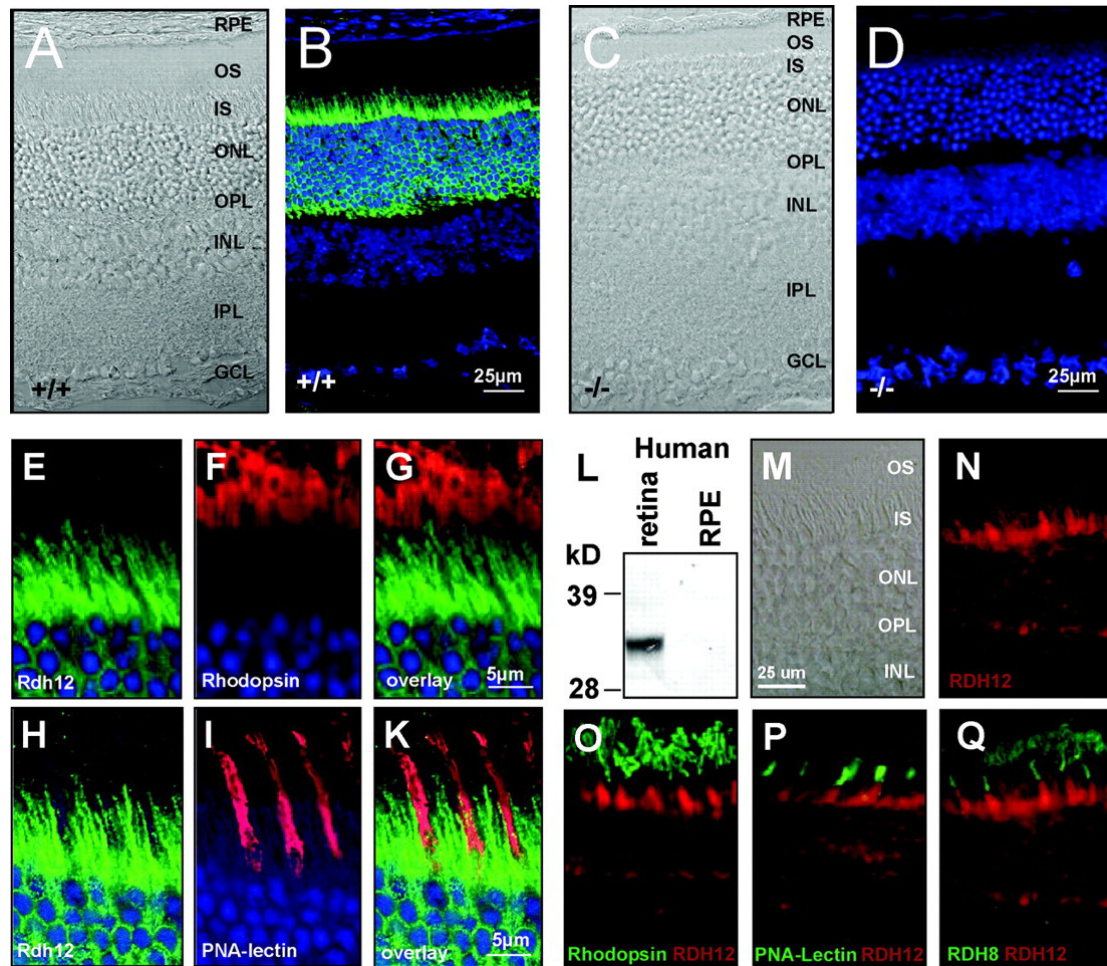 A
RPE
OS
IS
ONL
OPL
INL
IPL
GCL
+/+
B
+/+
25µm
C
RPE
OS
IS
ONL
OPL
INL
IPL
GCL
-/-
D
-/-
25µm
E
Rdh12
F
Rhodopsin
G
overlay
5µm
H
Rdh12
I
PNA-lectin
K
overlay
5µm
L
Human
retina
RPE
kD
39
28
M
OS
IS
ONL
OPL
INL
25 um
N
RDH12
O
Rhodopsin RDH12
P
PNA-Lectin RDH12
Q
RDH8 RDH12